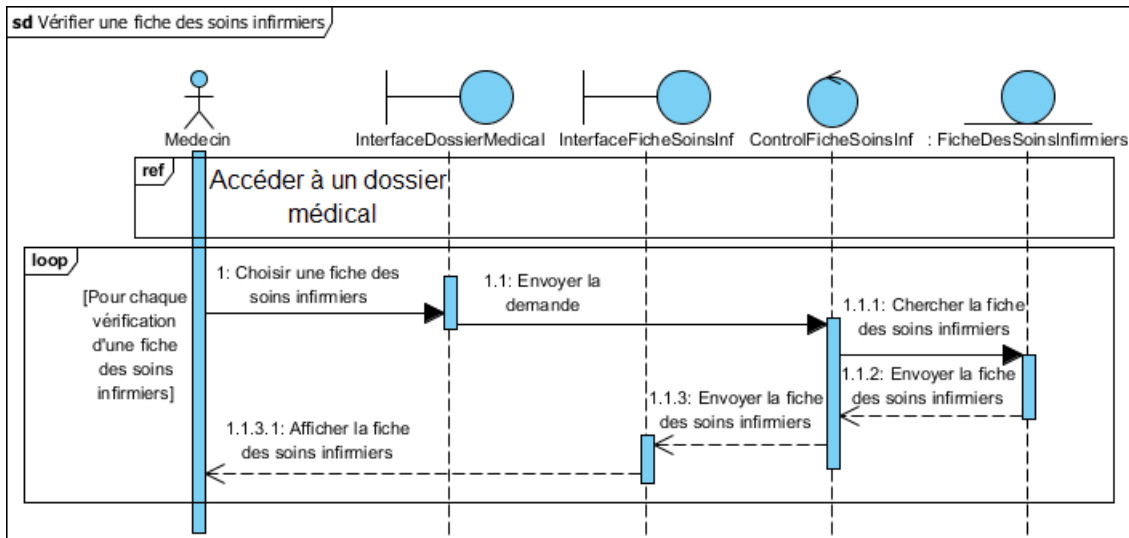 sd Vérifier une fiche des soins infirmiers
Medecin
InterfaceDossierMedical
InterfaceFicheSoinsInf
ControlFicheSoinsInf
: FicheDesSoinsInfirmiers
ref
Accéder à un dossier
médical
loop
[Pour chaque
vérification
d'une fiche
des soins
infirmiers]
1: Choisir une fiche des
soins infirmiers
1.1: Envoyer la
demande
1.1.1: Chercher la fiche
des soins infirmiers
1.1.2: Envoyer la fiche
des soins infirmiers
1.1.3: Envoyer la fiche
des soins infirmiers
1.1.3.1: Afficher la fiche
des soins infirmiers